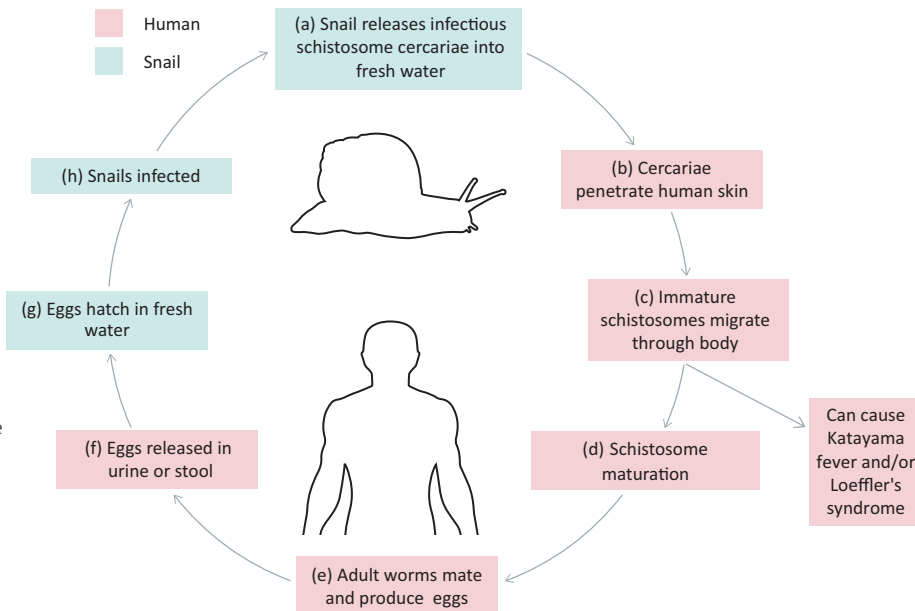 Human
Snail
(a) Snail releases infectious
schistosome cercariae into
fresh water
(b) Cercariae
penetrate human skin
(c) Immature
schistosomes migrate
through body
Can cause
Katayama
fever and/or
Loeffler's
syndrome
(d) Schistosome
maturation
(e) Adult worms mate
and produce eggs
(f) Eggs released in
urine or stool
(g) Eggs hatch in fresh
water
(h) Snails infected
e